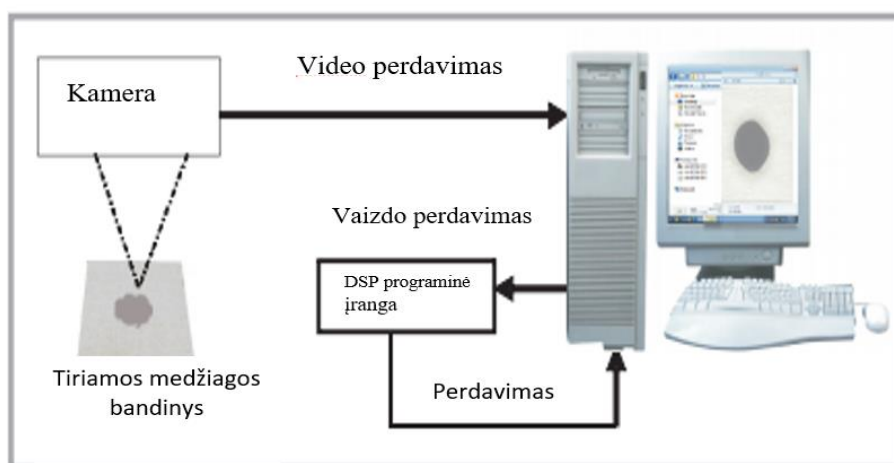 Video perdavimas
Kamera
Vaizdo perdavimas
DSP programinė
įranga
Tiriamos medžiagos
bandinys
Perdavimas